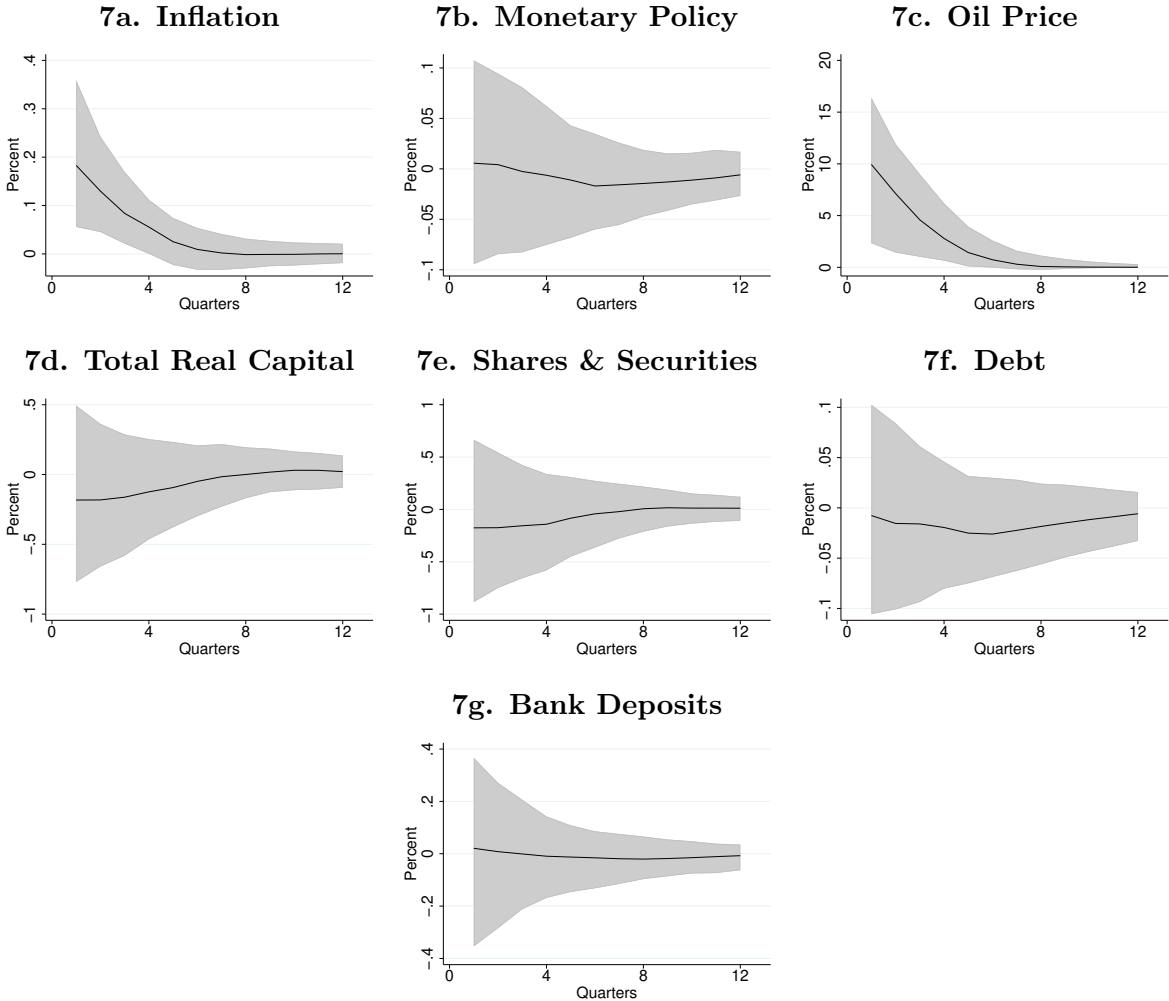 7a. Inflation
7b. Monetary Policy
7c. Oil Price
Percent
.4
.3
.2
.1
0
0 4 8 12
Quarters
Percent
.1
.05
0
−.05
−.1
0 4 8 12
Quarters
Percent
20
15
10
5
0
0 4 8 12
Quarters
7d. Total Real Capital
7e. Shares & Securities
7f. Debt
Percent
.5
0
−.5
−1
0 4 8 12
Quarters
Percent
1
.5
0
−.5
−1
0 4 8 12
Quarters
Percent
.1
.05
0
−.05
−.1
0 4 8 12
Quarters
7g. Bank Deposits
Percent
.4
.2
0
−.2
−.4
0 4 8 12
Quarters